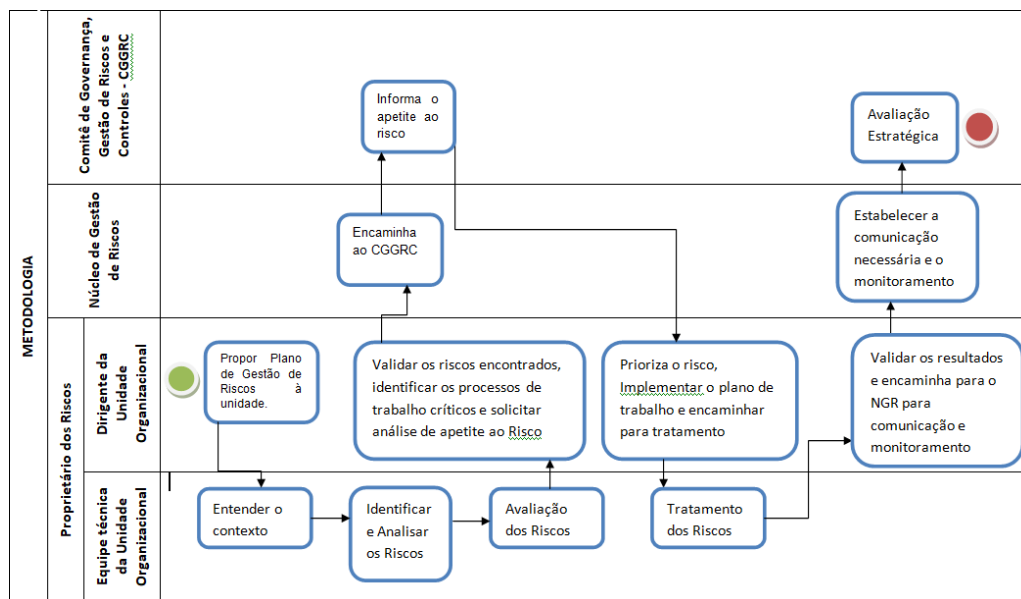 METODOLOGIA
Comitê de Governança,
Gestão de Riscos e
Controles - CGGRC
Informa o
apetite ao
risco
Avaliação
Estratégica
Núcleo de Gestão
de Riscos
Encaminha
ao CGGRC
Estabelecer a
comunicação
necessária e o
monitoramento
Proprietário dos Riscos
Dirigente da
Unidade
Organizacional
Propor Plano
de Gestão de
Riscos à
unidade.
Validar os riscos encontrados,
identificar os processos de
trabalho críticos e solicitar
análise de apetite ao Risco
Prioriza o risco,
Implementar o plano de
trabalho e encaminhar
para tratamento
Validar os resultados
e encaminha para o
NGR para
comunicação e
monitoramento
Equipe técnica
da Unidade
Organizacional
Entender o
contexto
Identificar
e Analisar
os Riscos
Avaliação
dos Riscos
Tratamento
dos Riscos